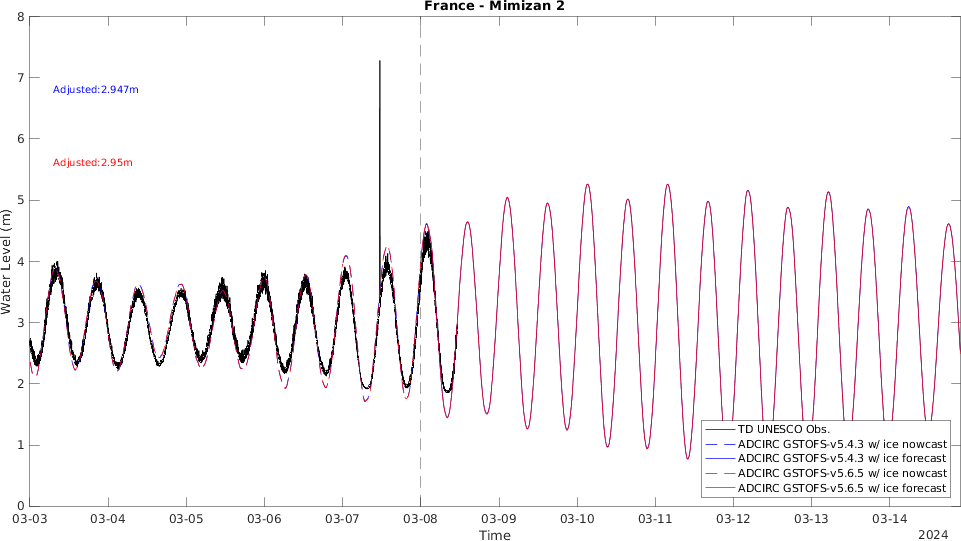 France - Mimizan 2
8
7
6
5
4
3
2
1
0
Water Level (m)
Adjusted:2.947m
Adjusted:2.95m
TD UNESCO Obs.
ADCIRC GSTOFS-v5.4.3 w/ ice nowcast
ADCIRC GSTOFS-v5.4.3 w/ ice forecast
ADCIRC GSTOFS-v5.6.5 w/ ice nowcast
ADCIRC GSTOFS-v5.6.5 w/ ice forecast
03-03 03-04 03-05 03-06 03-07 03-08 03-09 03-10 03-11 03-12 03-13 03-14
Time
2024